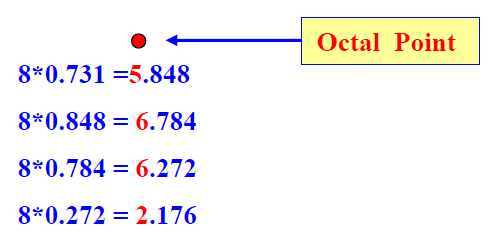 Octal Point
8*0.731 =5.848
8*0.848 = 6.784
8*0.784 = 6.272
8*0.272 = 2.176